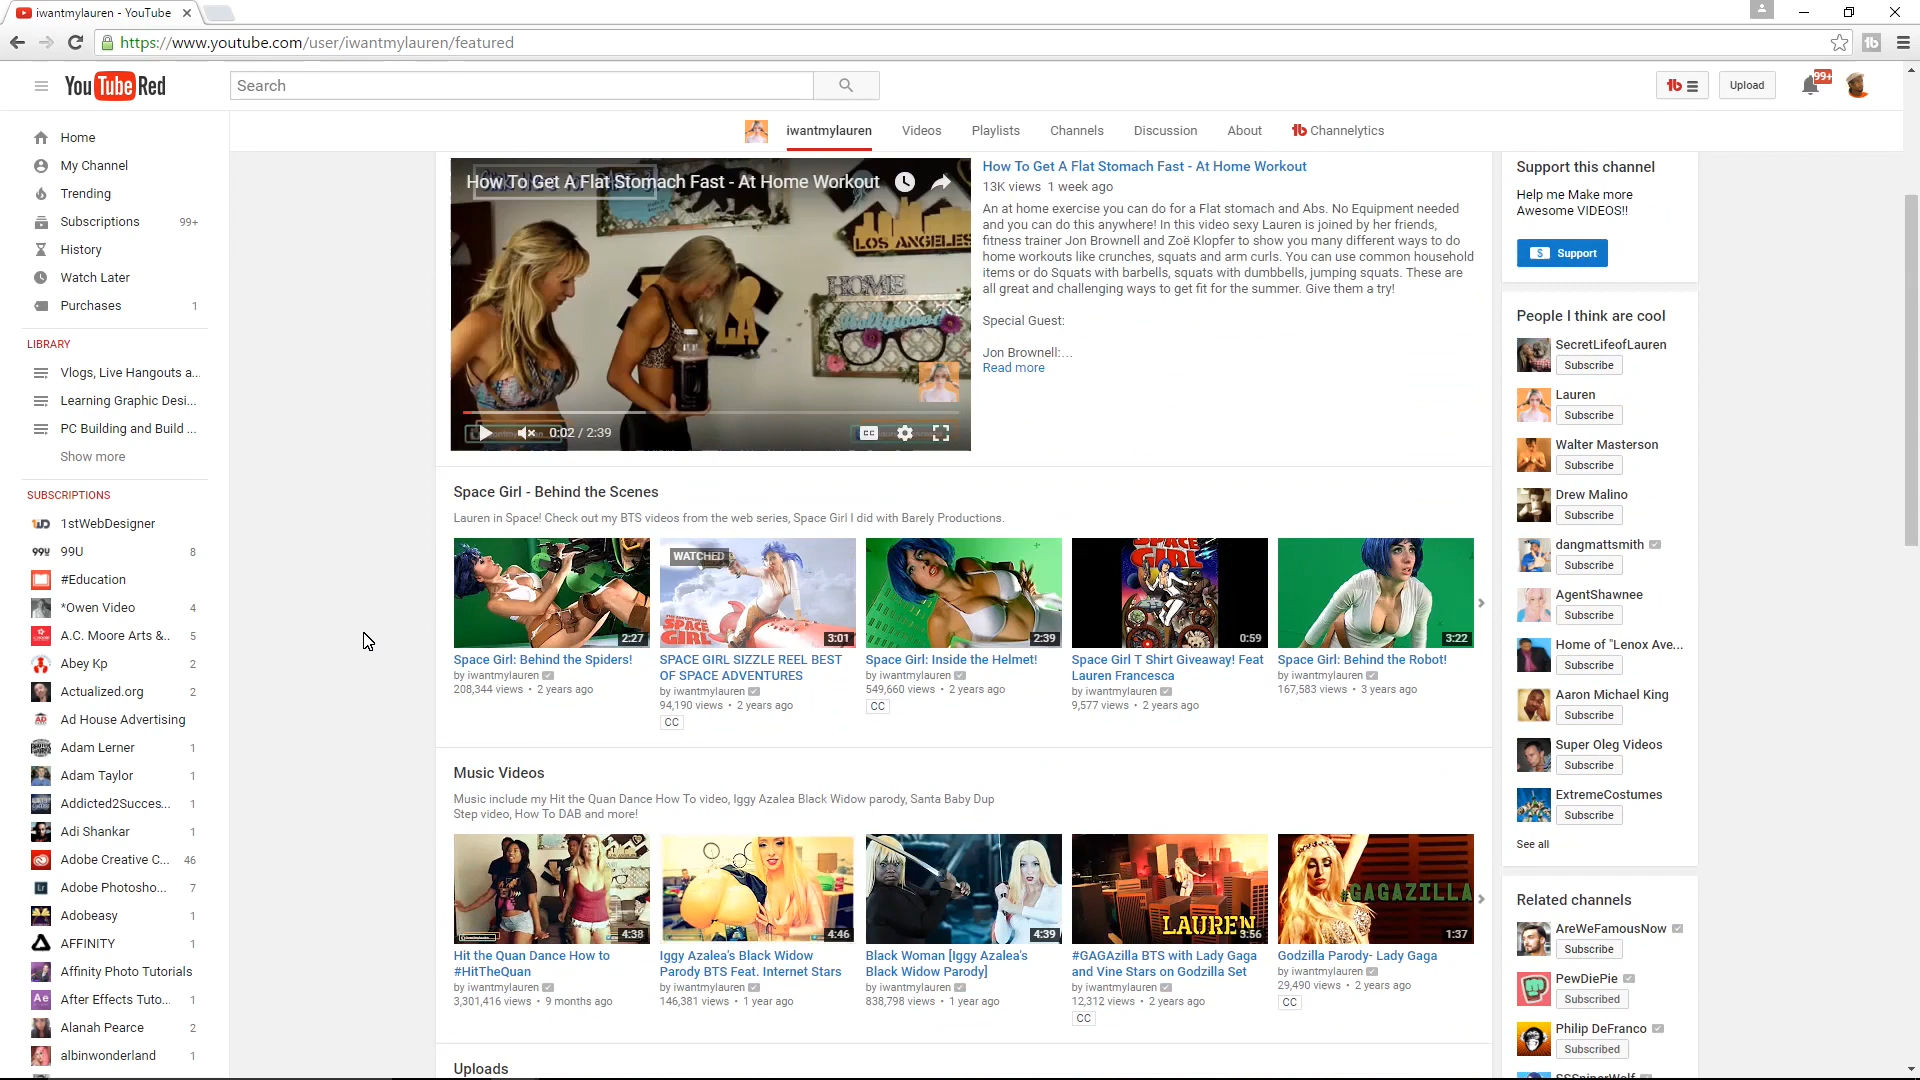 iwantmylauren - YouTube
https://www.youtube.com/user/iwantmylauren/featured
YouTube Red
Search
Upload
99+
iwantmylauren
Videos
Playlists
Channels
Discussion
About
Channelytics
Home
My Channel
Trending
Subscriptions 99+
History
Watch Later
Purchases 1
LIBRARY
Vlogs, Live Hangouts a...
Learning Graphic Desi...
PC Building and Build ...
Show more
SUBSCRIPTIONS
1stWebDesigner
99U 8
#Education
*Owen Video 4
A.C. Moore Arts &.. 5
Abey Kp 2
Actualized.org 2
Ad House Advertising
Adam Lerner 1
Adam Taylor 1
Addicted2Succes... 1
Adi Shankar 1
Adobe Creative C... 46
Adobe Photosho... 7
Adobeasy 1
AFFINITY 1
Affinity Photo Tutorials
After Effects Tuto... 1
Alanah Pearce 2
albinwonderland 1
How To Get A Flat Stomach Fast - At Home Workout
LOS ANGELES
HOME
LA
0:02 / 2:39
CC
How To Get A Flat Stomach Fast - At Home Workout
13K views 1 week ago
An at home exercise you can do for a Flat stomach and Abs. No Equipment needed
and you can do this anywhere! In this video sexy Lauren is joined by her friends,
fitness trainer Jon Brownell and Zoë Klopfer to show you many different ways to do
home workouts like crunches, squats and arm curls. You can use common household
items or do Squats with barbells, squats with dumbbells, jumping squats. These are
all great and challenging ways to get fit for the summer. Give them a try!
Special Guest:
Jon Brownell:...
Read more
Space Girl - Behind the Scenes
Lauren in Space! Check out my BTS videos from the web series, Space Girl I did with Barely Productions.
2:27
Space Girl: Behind the Spiders!
by iwantmylauren
208,344 views • 2 years ago
WATCHED
SPACE GIRL
3:01
SPACE GIRL SIZZLE REEL BEST
OF SPACE ADVENTURES
by iwantmylauren
94,190 views • 2 years ago
CC
2:39
Space Girl: Inside the Helmet!
by iwantmylauren
549,660 views • 2 years ago
CC
SPACE GIRL
0:59
Space Girl T Shirt Giveaway! Feat
Lauren Francesca
by iwantmylauren
9,577 views • 2 years ago
3:22
Space Girl: Behind the Robot!
by iwantmylauren
167,583 views • 3 years ago
Music Videos
Music include my Hit the Quan Dance How To video, Iggy Azalea Black Widow parody, Santa Baby Dup
Step video, How To DAB and more!
4:38
Hit the Quan Dance How to
#HitTheQuan
by iwantmylauren
3,301,416 views • 9 months ago
4:46
Iggy Azalea's Black Widow
Parody BTS Feat. Internet Stars
by iwantmylauren
146,381 views • 1 year ago
4:39
Black Woman [Iggy Azalea's
Black Widow Parody]
by iwantmylauren
838,798 views • 1 year ago
LAUREN
3:56
#GAGAzilla BTS with Lady Gaga
and Vine Stars on Godzilla Set
by iwantmylauren
12,312 views • 2 years ago
CC
#GAGAZILLA
1:37
Godzilla Parody- Lady Gaga
by iwantmylauren
29,490 views • 2 years ago
CC
Uploads
Support this channel
Help me Make more
Awesome VIDEOS!!
Support
People I think are cool
SecretLifeofLauren
Subscribe
Lauren
Subscribe
Walter Masterson
Subscribe
Drew Malino
Subscribe
dangmattsmith
Subscribe
AgentShawnee
Subscribe
Home of "Lenox Ave...
Subscribe
Aaron Michael King
Subscribe
Super Oleg Videos
Subscribe
ExtremeCostumes
Subscribe
See all
Related channels
AreWeFamousNow
Subscribe
PewDiePie
Subscribed
Philip DeFranco
Subscribed